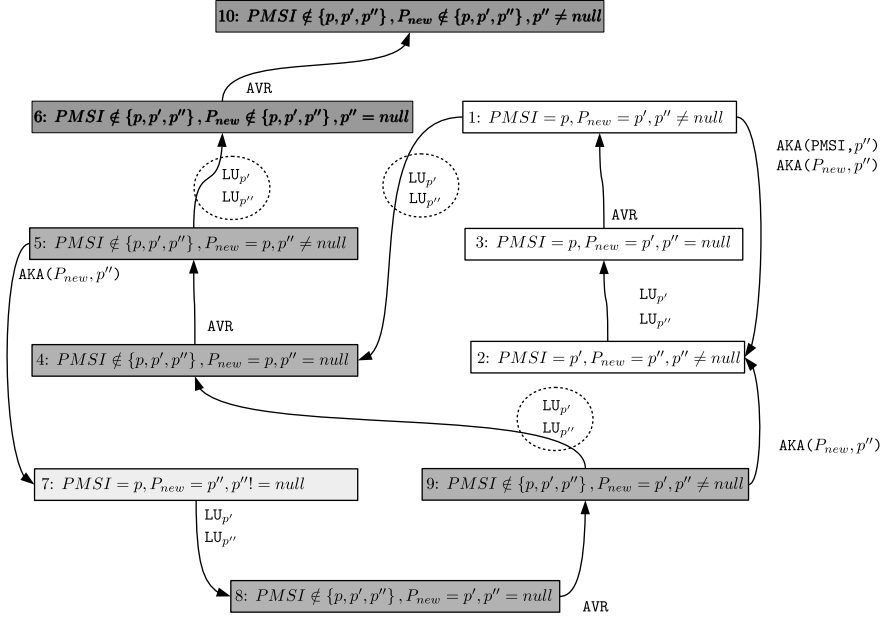 10: PMSI ∉ {p, p′, p″}, P_new ∉ {p, p′, p″}, p″ ≠ null
AVR
6: PMSI ∉ {p, p′, p″}, P_new ∉ {p, p′, p″}, p″ = null
1: PMSI = p, P_new = p′, p″ ≠ null
AKA(PMSI, p″)
AKA(P_new, p″)
LU_p′
LU_p″
LU_p′
LU_p″
AVR
5: PMSI ∉ {p, p′, p″}, P_new = p, p″ ≠ null
3: PMSI = p, P_new = p′, p″ = null
AKA(P_new, p″)
LU_p′
LU_p″
AVR
4: PMSI ∉ {p, p′, p″}, P_new = p, p″ = null
2: PMSI = p′, P_new = p″, p″ ≠ null
LU_p′
LU_p″
AKA(P_new, p″)
7: PMSI = p, P_new = p″, p″! = null
9: PMSI ∉ {p, p′, p″}, P_new = p′, p″ ≠ null
LU_p′
LU_p″
8: PMSI ∉ {p, p′, p″}, P_new = p′, p″ = null
AVR